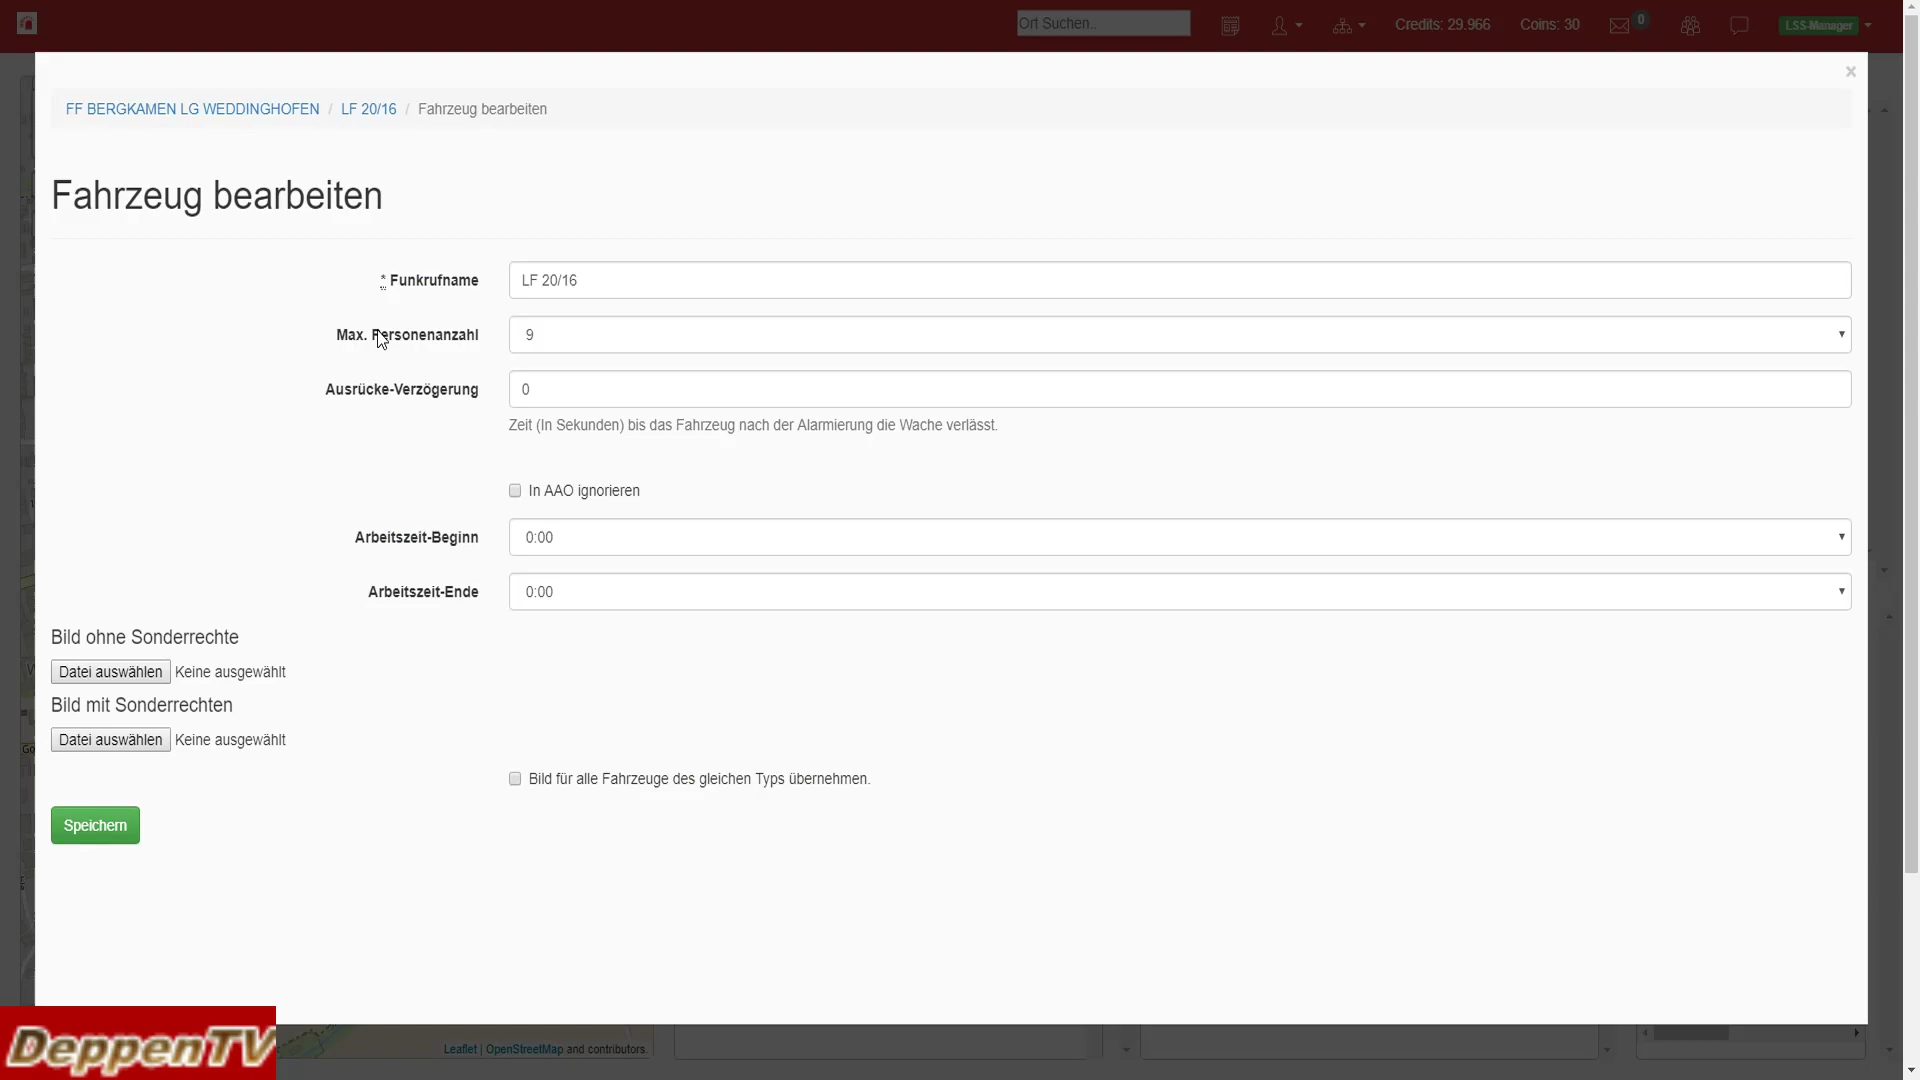 Ort Suchen..
Credits: 29.966
Coins: 30
0
LSS-Manager
×
FF BERGKAMEN LG WEDDINGHOFEN / LF 20/16 / Fahrzeug bearbeiten
Fahrzeug bearbeiten
* Funkrufname
LF 20/16
Max. Personenanzahl
9
Ausrücke-Verzögerung
0
Zeit (In Sekunden) bis das Fahrzeug nach der Alarmierung die Wache verlässt.
In AAO ignorieren
Arbeitszeit-Beginn
0:00
Arbeitszeit-Ende
0:00
Bild ohne Sonderrechte
Datei auswählen Keine ausgewählt
Bild mit Sonderrechten
Datei auswählen Keine ausgewählt
Bild für alle Fahrzeuge des gleichen Typs übernehmen.
Speichern
DeppenTV
Leaflet | OpenStreetMap and contributors.